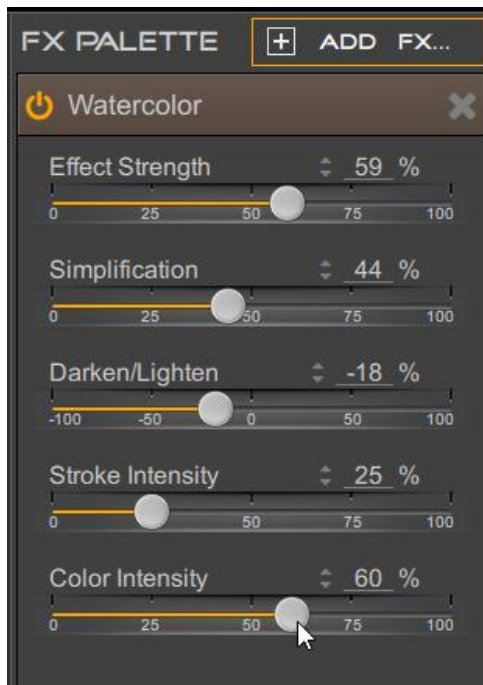 FX PALETTE + ADD FX...
Watercolor
Effect Strength 59 %
0 25 50 75 100
Simplification 44 %
0 25 50 75 100
Darken/Lighten -18 %
-100 -50 0 50 100
Stroke Intensity 25 %
0 50 75 100
Color Intensity 60 %
0 25 50 75 100